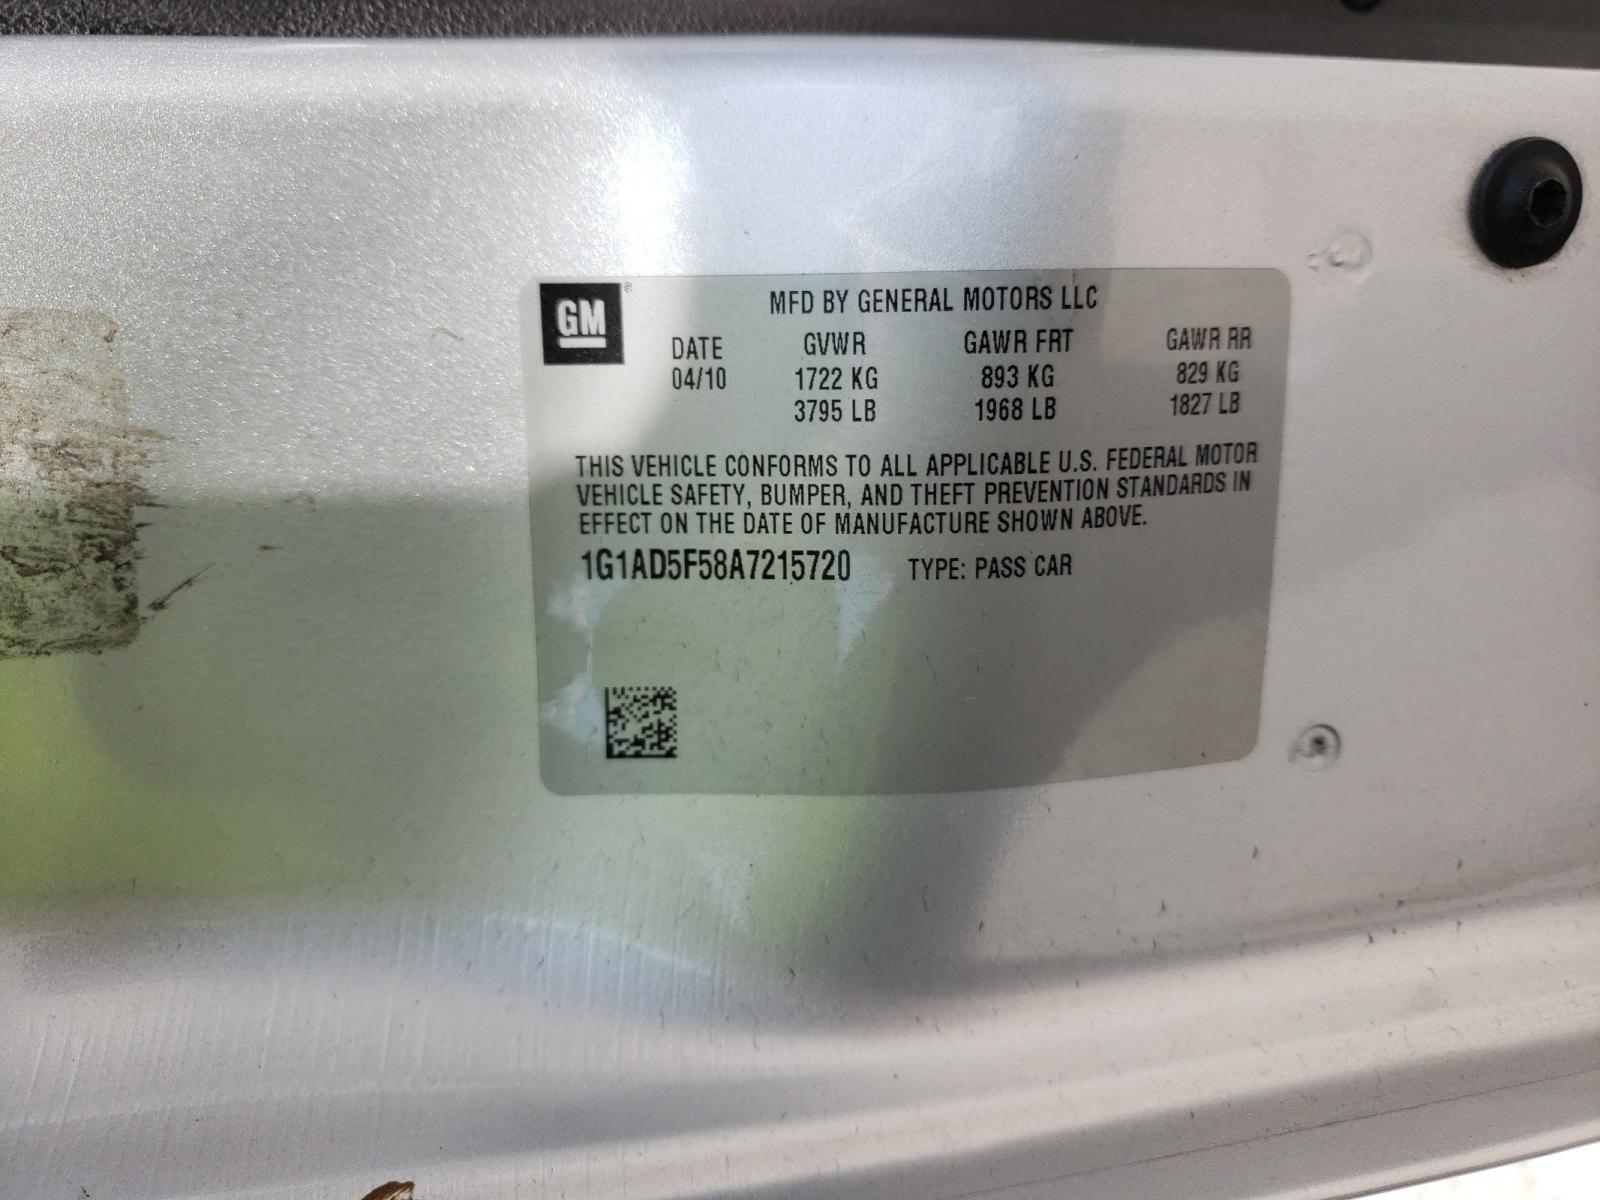 GM ®
MFD BY GENERAL MOTORS LLC
DATE GVWR GAWR FRT GAWR RR
04/10 1722 KG 893 KG 829 KG
3795 LB 1968 LB 1827 LB
THIS VEHICLE CONFORMS TO ALL APPLICABLE U.S. FEDERAL MOTOR
VEHICLE SAFETY, BUMPER, AND THEFT PREVENTION STANDARDS IN
EFFECT ON THE DATE OF MANUFACTURE SHOWN ABOVE.
1G1AD5F58A7215720 TYPE: PASS CAR